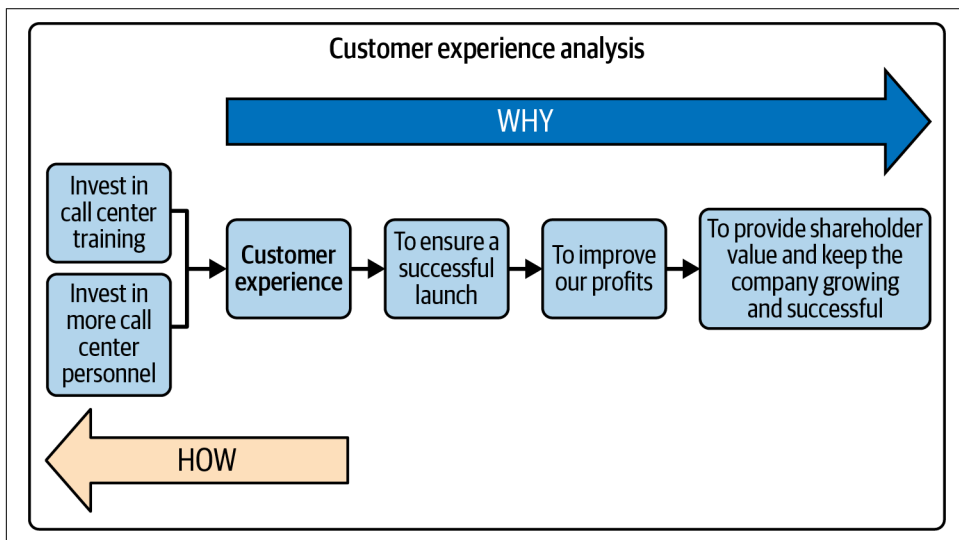 Customer experience analysis
WHY
Invest in
call center
training
Invest in
more call
center
personnel
Customer
experience
To ensure a
successful
launch
To improve
our profits
To provide shareholder
value and keep the
company growing
and successful
HOW